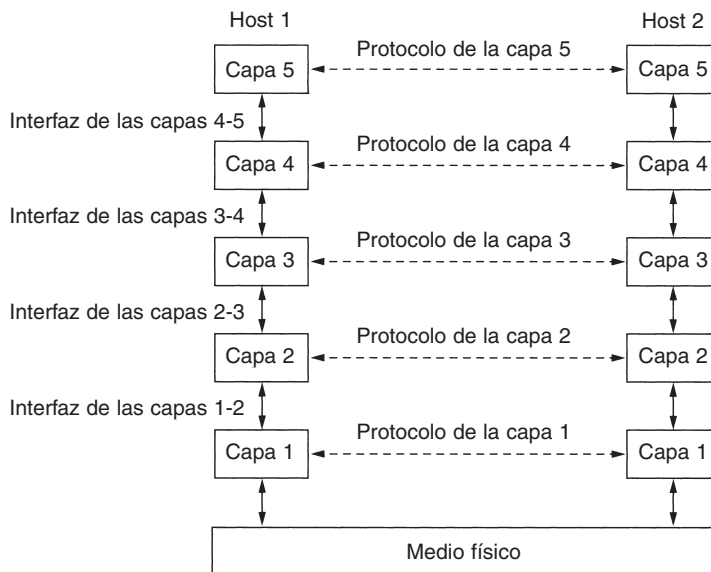 Host 1
Host 2
Protocolo de la capa 5
Capa 5
Capa 5
Interfaz de las capas 4-5
Protocolo de la capa 4
Capa 4
Capa 4
Interfaz de las capas 3-4
Protocolo de la capa 3
Capa 3
Capa 3
Interfaz de las capas 2-3
Protocolo de la capa 2
Capa 2
Capa 2
Interfaz de las capas 1-2
Protocolo de la capa 1
Capa 1
Capa 1
Medio físico